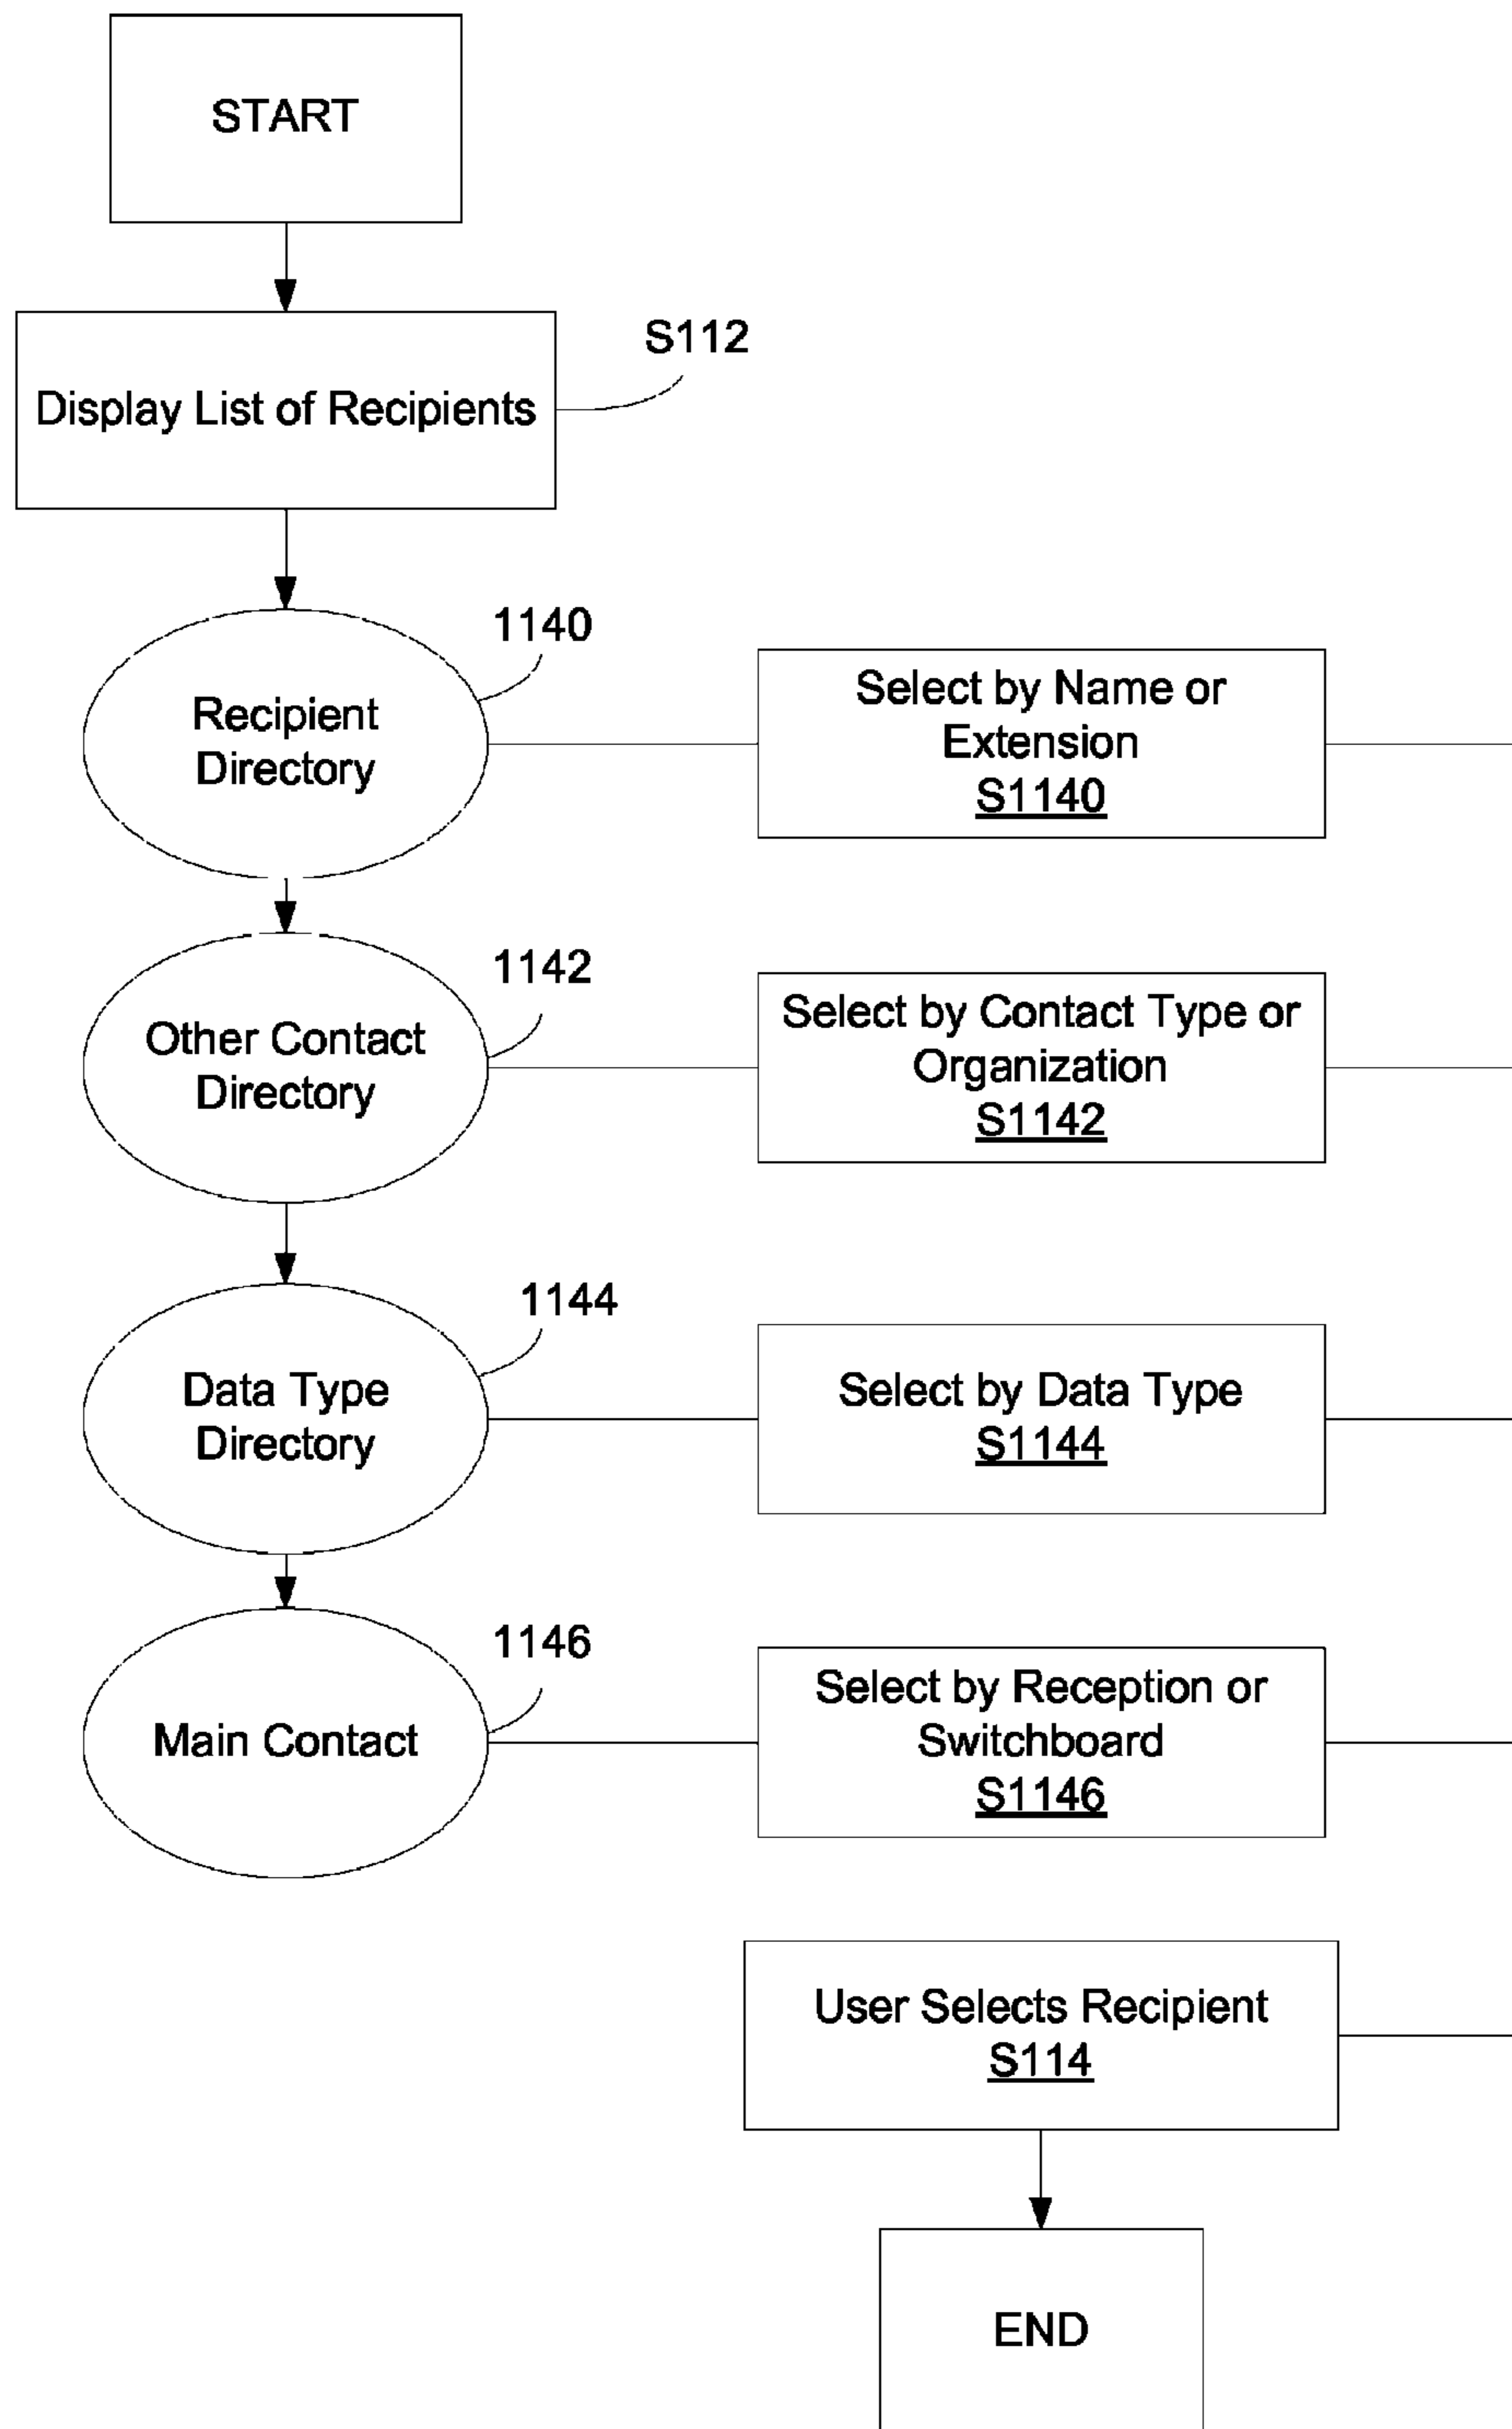 START
S112
Display List of Recipients
1140
Recipient
Directory
Select by Name or
Extension
S1140
1142
Other Contact
Directory
Select by Contact Type or
Organization
S1142
1144
Data Type
Directory
Select by Data Type
S1144
1146
Main Contact
Select by Reception or
Switchboard
S1146
User Selects Recipient
S114
END